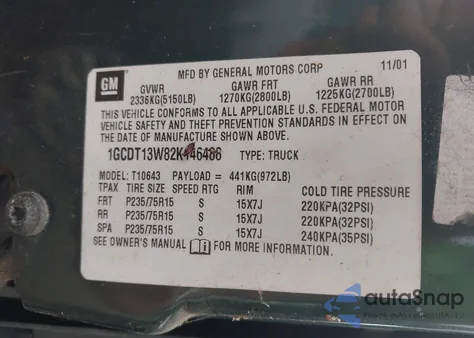 MFD BY GENERAL MOTORS CORP 11/01
GM
GVWR GAWR FRT GAWR RR
2336KG(5150LB) 1270KG(2800LB) 1225KG(2700LB)
THIS VEHICLE CONFORMS TO ALL APPLICABLE U.S. FEDERAL MOTOR
VEHICLE SAFETY AND THEFT PREVENTION STANDARDS IN EFFECT ON
THE DATE OF MANUFACTURE SHOWN ABOVE.
TYPE: TRUCK
MODEL: T10643 PAYLOAD = 441KG(972LB)
TPAX TIRE SIZE SPEED RTG RIM COLD TIRE PRESSURE
FRT P235/75R15 S 15X7J 220KPA(32PSI)
RR P235/75R15 S 15X7J 220KPA(32PSI)
SPA P235/75R15 S 15X7J 240KPA(35PSI)
SEE OWNER'S MANUAL FOR MORE INFORMATION.
autoSnap